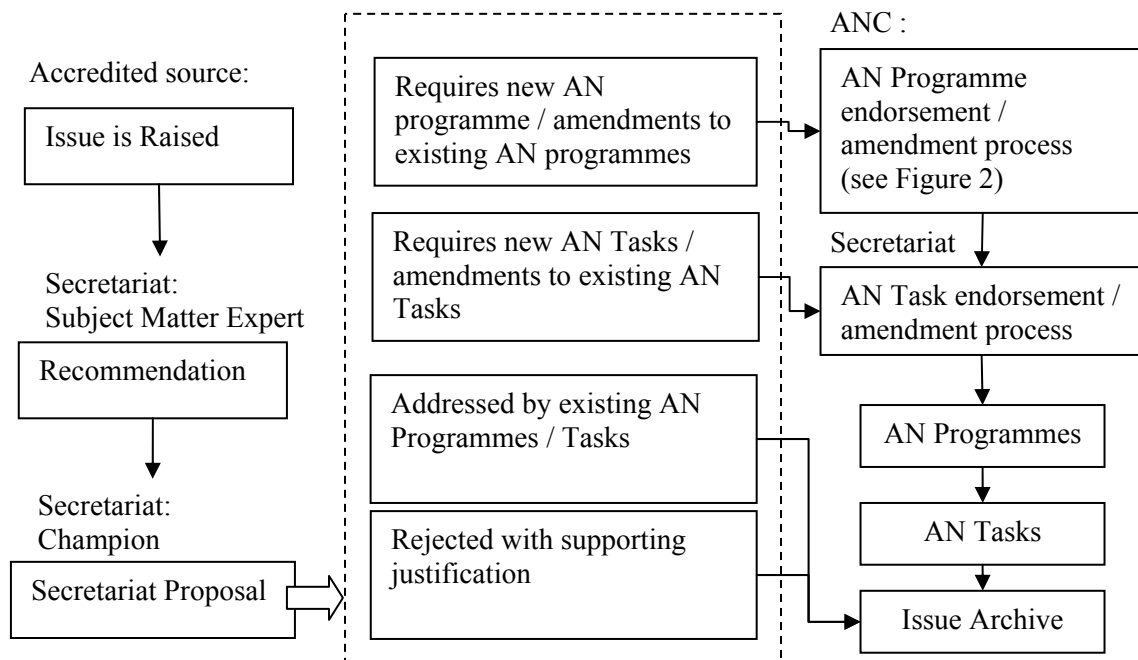 Accredited source:
Issue is Raised
Secretariat:
Subject Matter Expert
Recommendation
Secretariat:
Champion
Secretariat Proposal
Requires new AN
programme / amendments to
existing AN programmes
Requires new AN Tasks /
amendments to existing AN
Tasks
Addressed by existing AN
Programmes / Tasks
Rejected with supporting
justification
ANC :
AN Programme
endorsement /
amendment process
(see Figure 2)
Secretariat
AN Task endorsement /
amendment process
AN Programmes
AN Tasks
Issue Archive